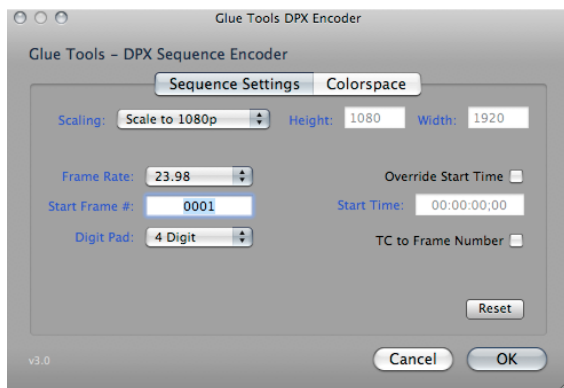 Glue Tools DPX Encoder
Glue Tools – DPX Sequence Encoder
Sequence Settings Colorspace
Scaling: Scale to 1080p Height: 1080 Width: 1920
Frame Rate: 23.98 Override Start Time
Start Frame #: 0001 Start Time: 00:00:00;00
Digit Pad: 4 Digit TC to Frame Number
Reset
v3.0 Cancel OK